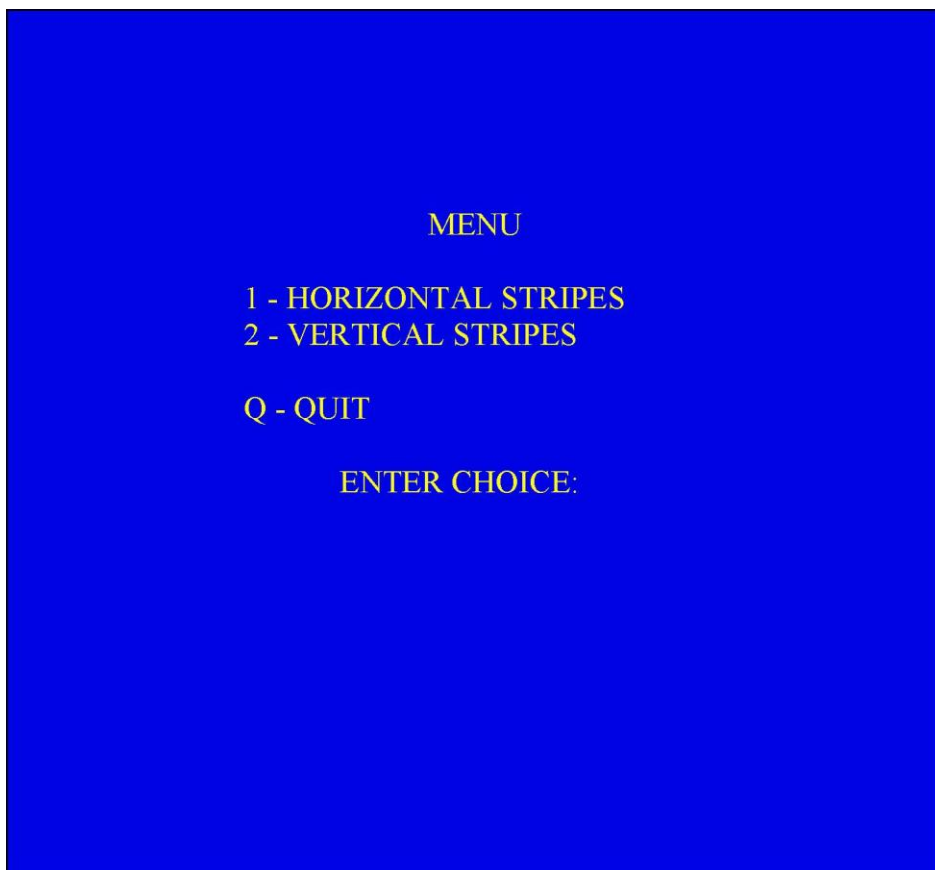 MENU
1 - HORIZONTAL STRIPES
2 - VERTICAL STRIPES
Q - QUIT
ENTER CHOICE: